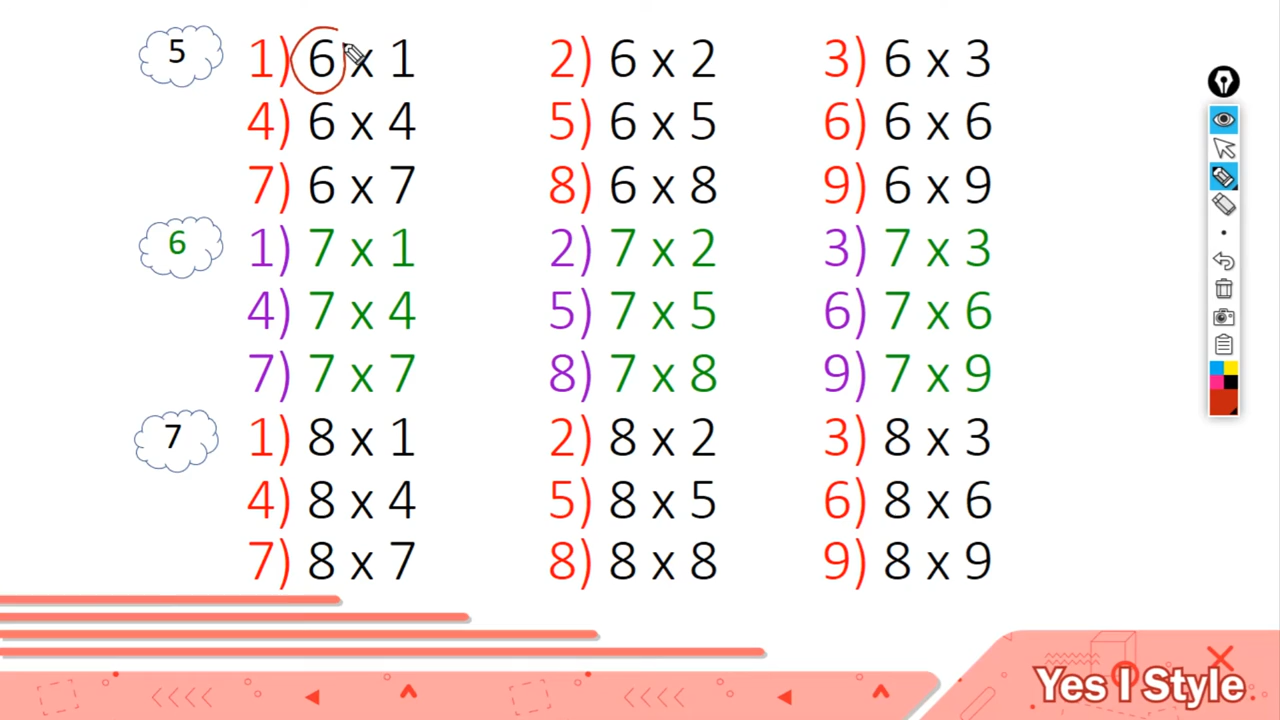 5 1) 6 x 1 2) 6 x 2 3) 6 x 3
4) 6 x 4 5) 6 x 5 6) 6 x 6
7) 6 x 7 8) 6 x 8 9) 6 x 9
6 1) 7 x 1 2) 7 x 2 3) 7 x 3
4) 7 x 4 5) 7 x 5 6) 7 x 6
7) 7 x 7 8) 7 x 8 9) 7 x 9
7 1) 8 x 1 2) 8 x 2 3) 8 x 3
4) 8 x 4 5) 8 x 5 6) 8 x 6
7) 8 x 7 8) 8 x 8 9) 8 x 9
Yes I Style